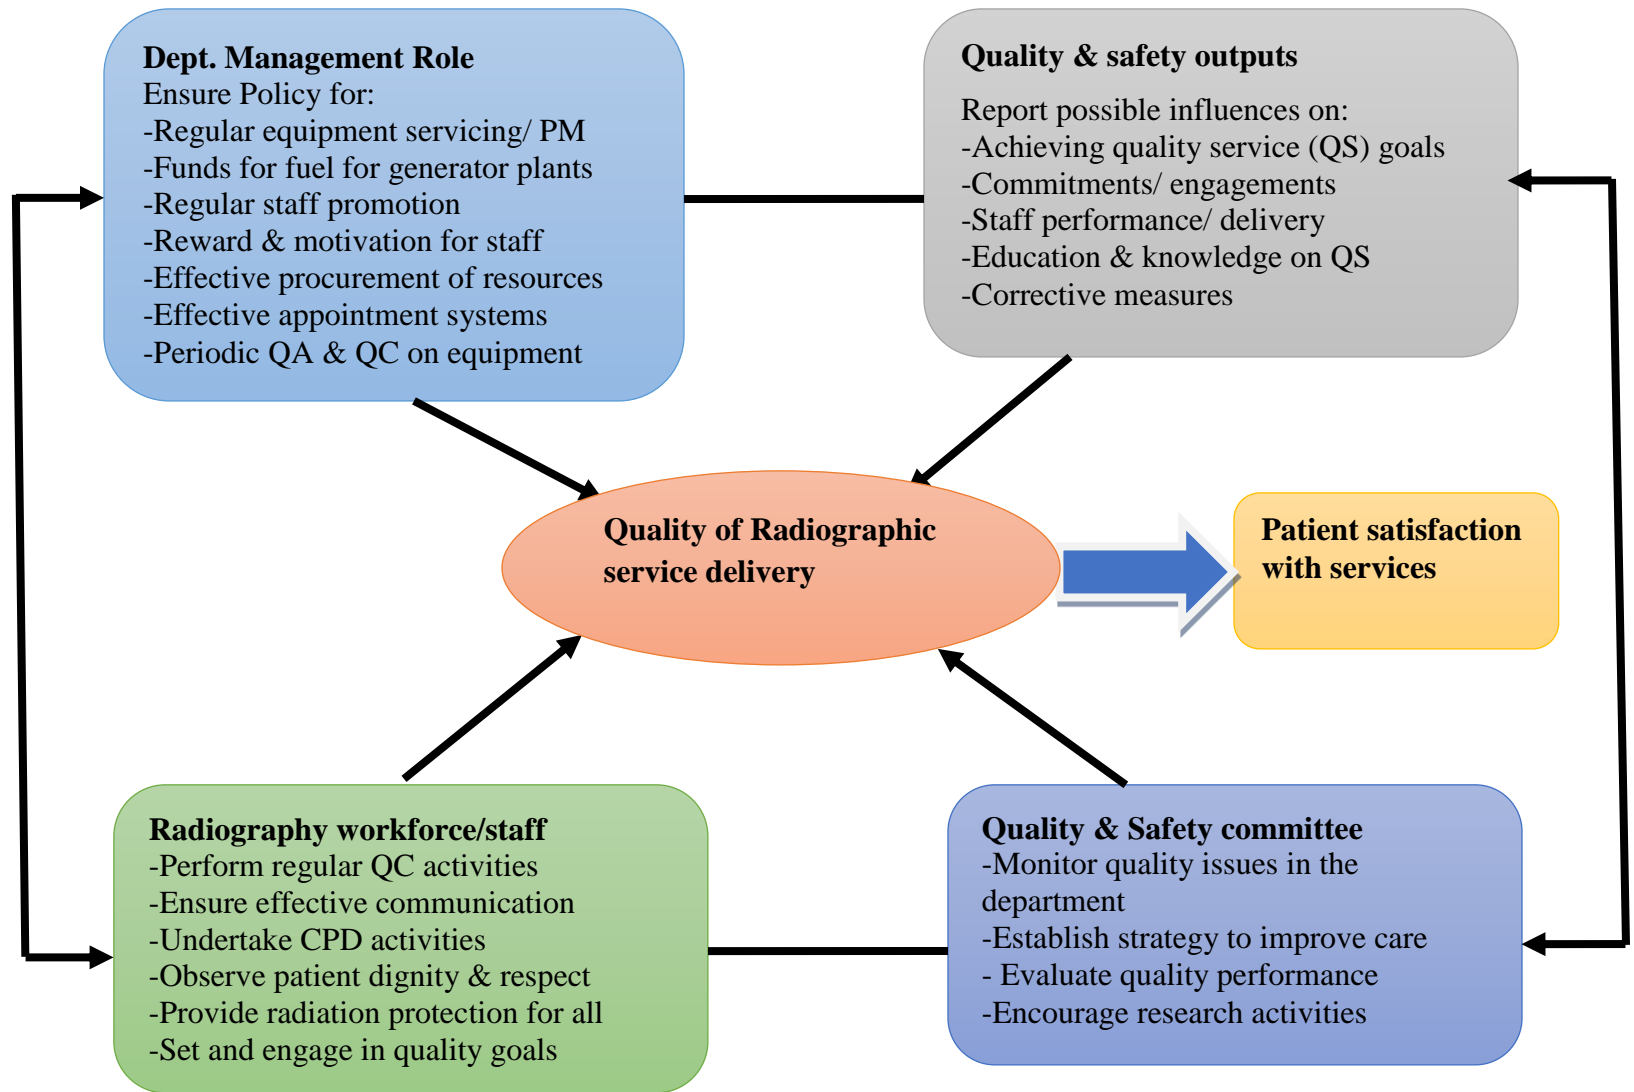 Dept. Management Role
Ensure Policy for:
-Regular equipment servicing/ PM
-Funds for fuel for generator plants
-Regular staff promotion
-Reward & motivation for staff
-Effective procurement of resources
-Effective appointment systems
-Periodic QA & QC on equipment
Quality & safety outputs
Report possible influences on:
-Achieving quality service (QS) goals
-Commitments/ engagements
-Staff performance/ delivery
-Education & knowledge on QS
-Corrective measures
Quality of Radiographic
service delivery
Patient satisfaction
with services
Radiography workforce/staff
-Perform regular QC activities
-Ensure effective communication
-Undertake CPD activities
-Observe patient dignity & respect
-Provide radiation protection for all
-Set and engage in quality goals
Quality & Safety committee
-Monitor quality issues in the
department
-Establish strategy to improve care
- Evaluate quality performance
-Encourage research activities